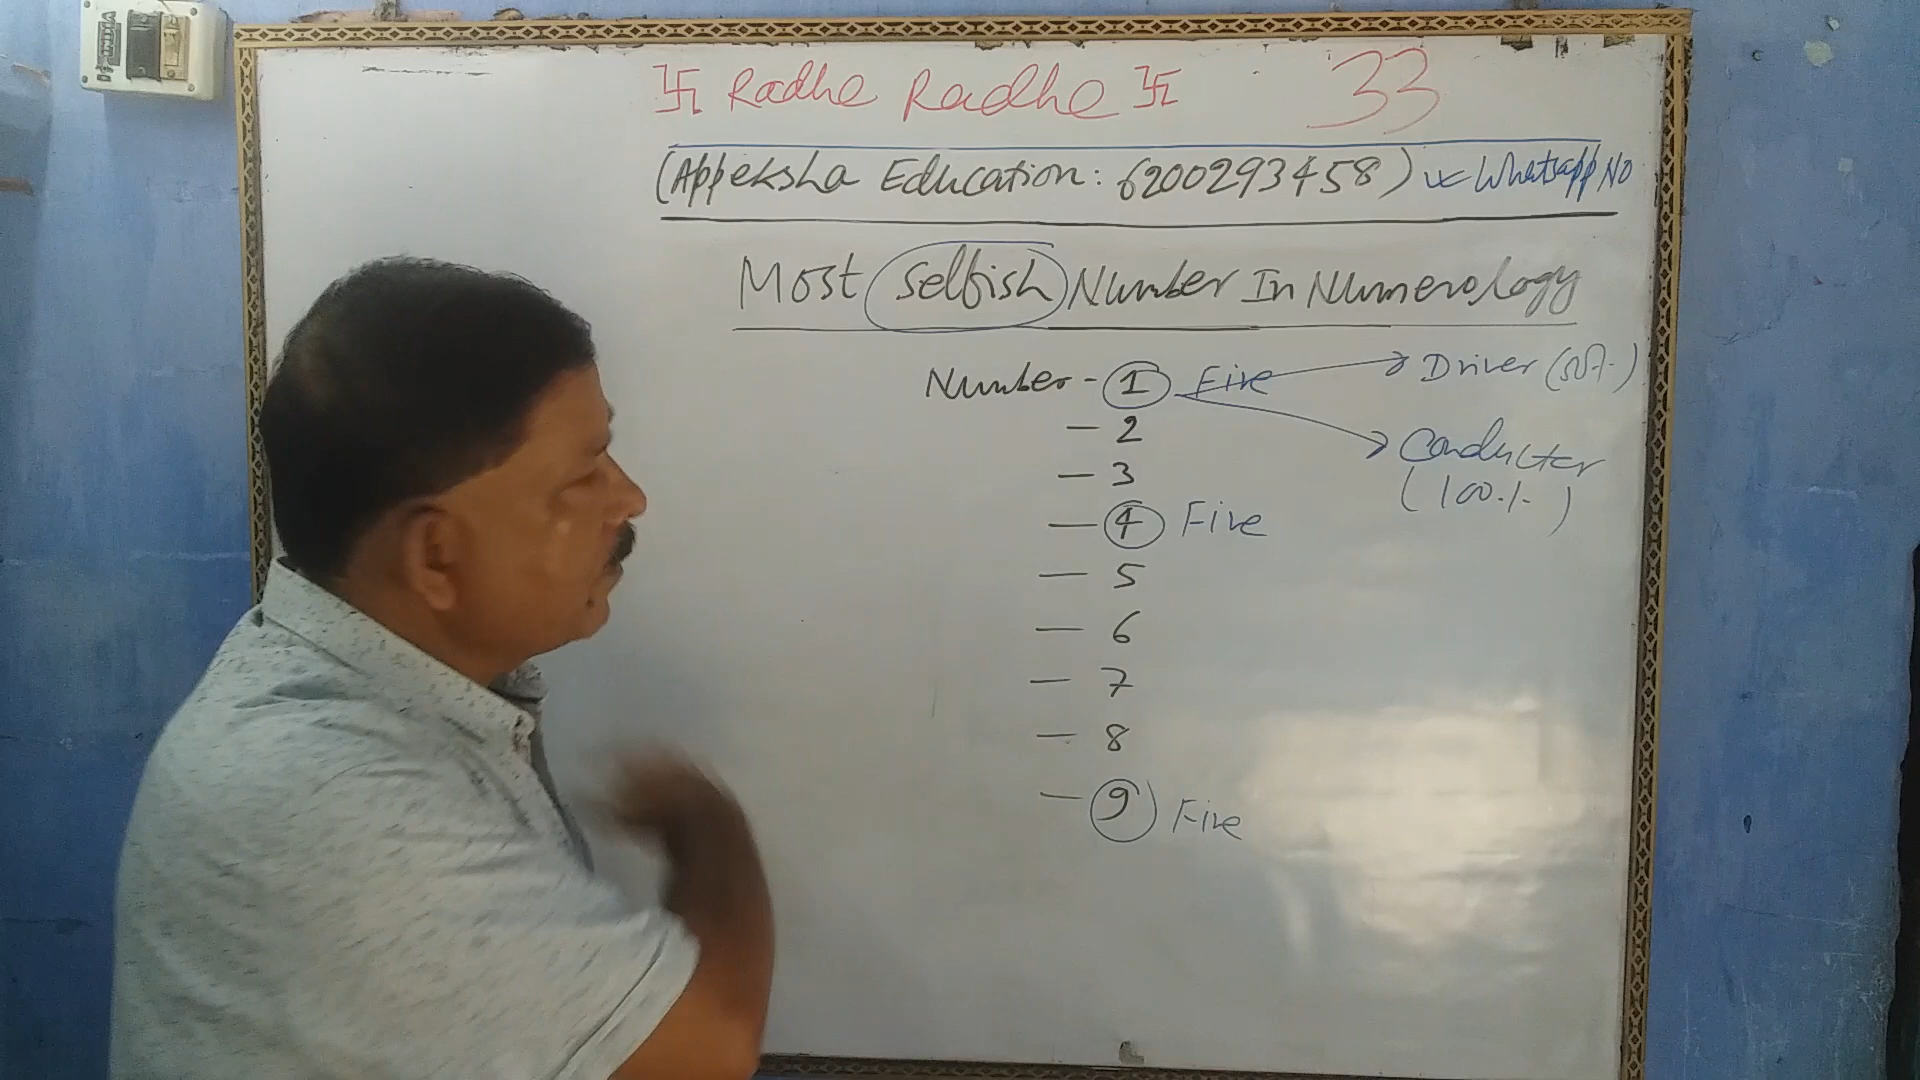 卐 Radhe Radhe 卐 33
(Appeksha Education: 6200293458) Whatsapp No
Most Selfish Number In Numerology
Number - 1 Fire Driver
- 2 Conductor
- 3 (100%)
- 4 Fire
- 5
- 6
- 7
- 8
- 9 Fire